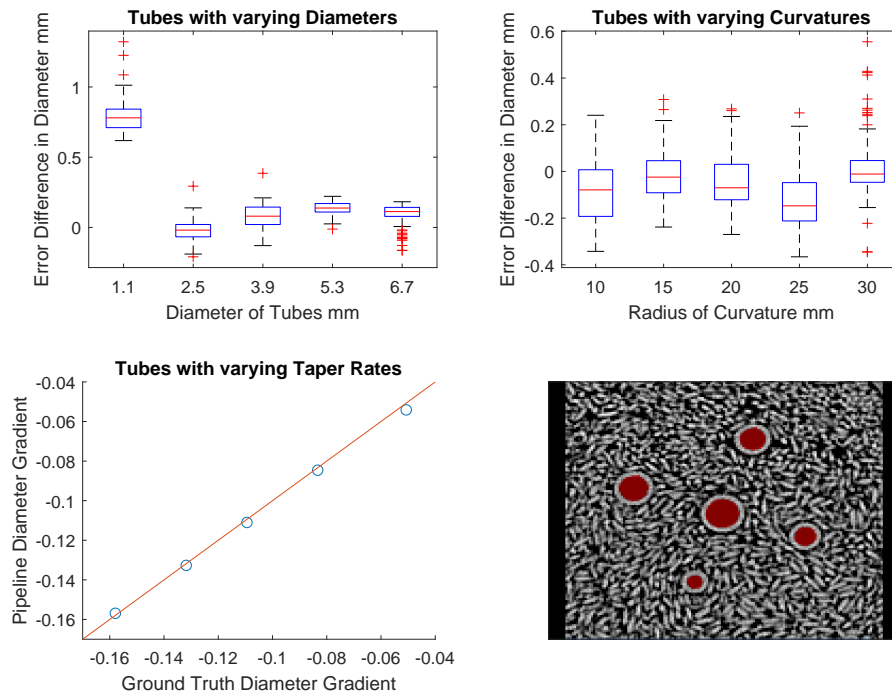 Tubes with varying Diameters
Error Difference in Diameter mm
1
0.5
0
1.1 2.5 3.9 5.3 6.7
Diameter of Tubes mm
Tubes with varying Curvatures
Error Difference in Diameter mm
0.6
0.4
0.2
0
-0.2
-0.4
10 15 20 25 30
Radius of Curvature mm
Tubes with varying Taper Rates
Pipeline Diameter Gradient
-0.04
-0.06
-0.08
-0.1
-0.12
-0.14
-0.16
-0.16 -0.14 -0.12 -0.1 -0.08 -0.06 -0.04
Ground Truth Diameter Gradient